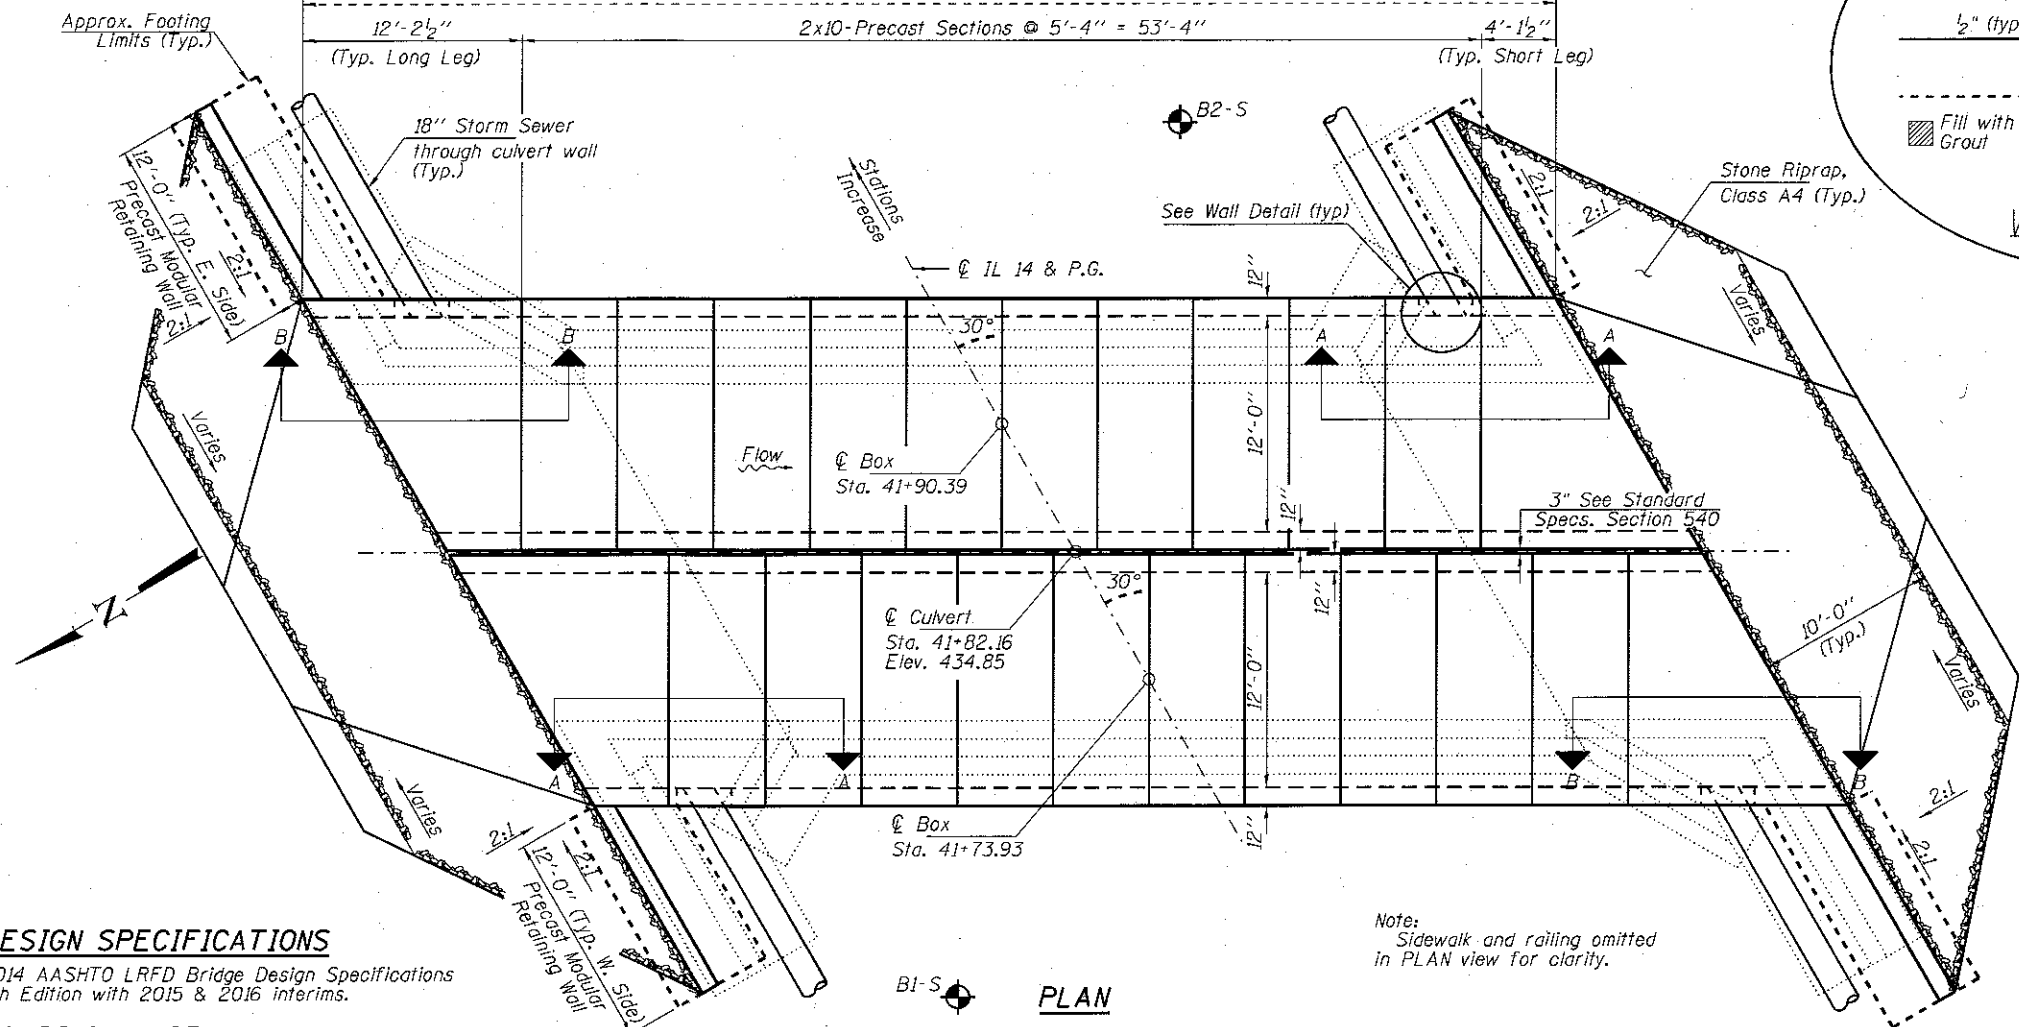 Approx. Footing
Limits (Typ.)
12'-2½"
(Typ. Long Leg)
2x10-Precast Sections @ 5'-4" = 53'-4"
4'-1½"
(Typ. Short Leg)
½" (typ
Fill with
Grout
18" Storm Sewer
through culvert wall
(Typ.)
B2-S
Stations
Increase
See Wall Detail (typ)
Stone Riprap,
Class A4 (Typ.)
2:1
2:1
12'-0" (Typ. E. Side)
Precast Modular
Retaining Wall
2:1
2:1
℄ IL 14 & P.G.
12"
30°
Varies
B
B
A
A
Varies
Flow
℄ Box
Sta. 41+90.39
12'-0"
12"
3" See Standard
Specs. Section 540
N
30°
12"
℄ Culvert
Sta. 41+82.16
Elev. 434.85
12'-0"
10'-0"
(Typ.)
Varies
A
A
B
B
Varies
2:1
2:1
2:1
2:1
℄ Box
Sta. 41+73.93
12"
12'-0" (Typ. W. Side)
Precast Modular
Retaining Wall
Note:
Sidewalk and railing omitted
in PLAN view for clarity.
ESIGN SPECIFICATIONS
014 AASHTO LRFD Bridge Design Specifications
h Edition with 2015 & 2016 interims.
B1-S
PLAN